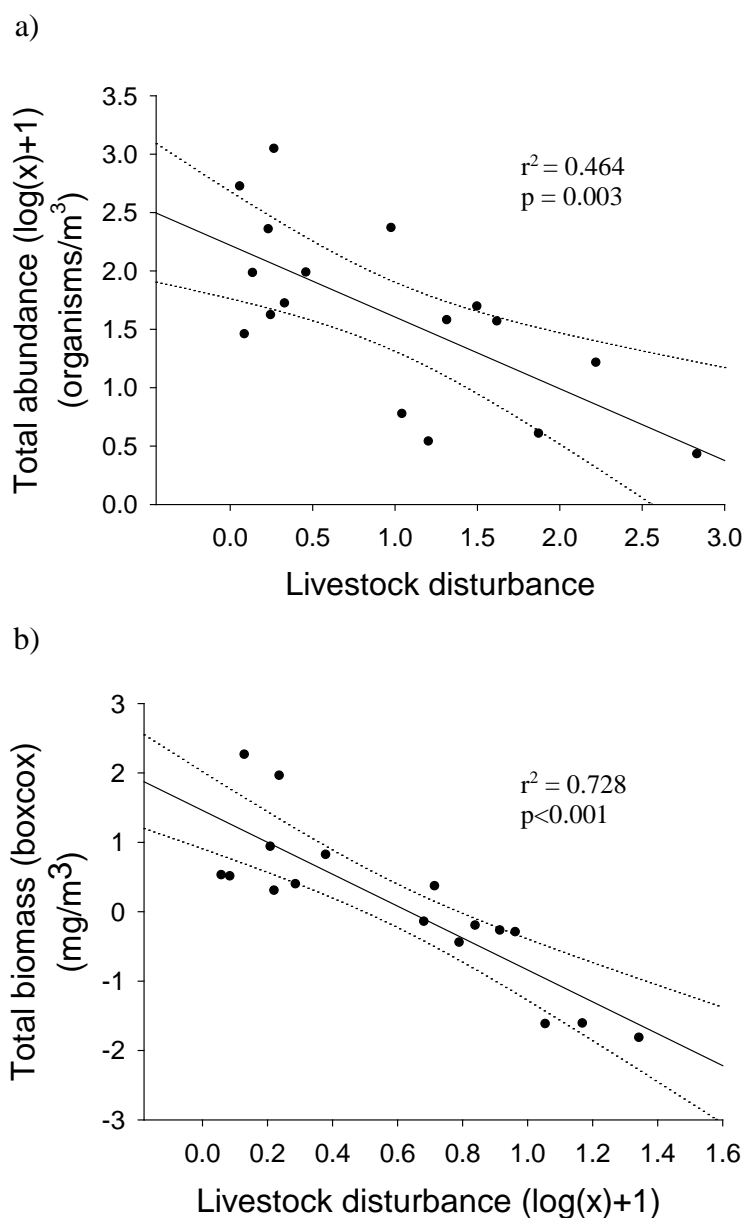 a)
Total abundance (log(x)+1)
(organisms/m³)
3.5
3.0
2.5
2.0
1.5
1.0
0.5
0.0
r² = 0.464
p = 0.003
0.0 0.5 1.0 1.5 2.0 2.5 3.0
Livestock disturbance
b)
Total biomass (boxcox)
(mg/m³)
3
2
1
0
-1
-2
-3
r² = 0.728
p<0.001
0.0 0.2 0.4 0.6 0.8 1.0 1.2 1.4 1.6
Livestock disturbance (log(x)+1)